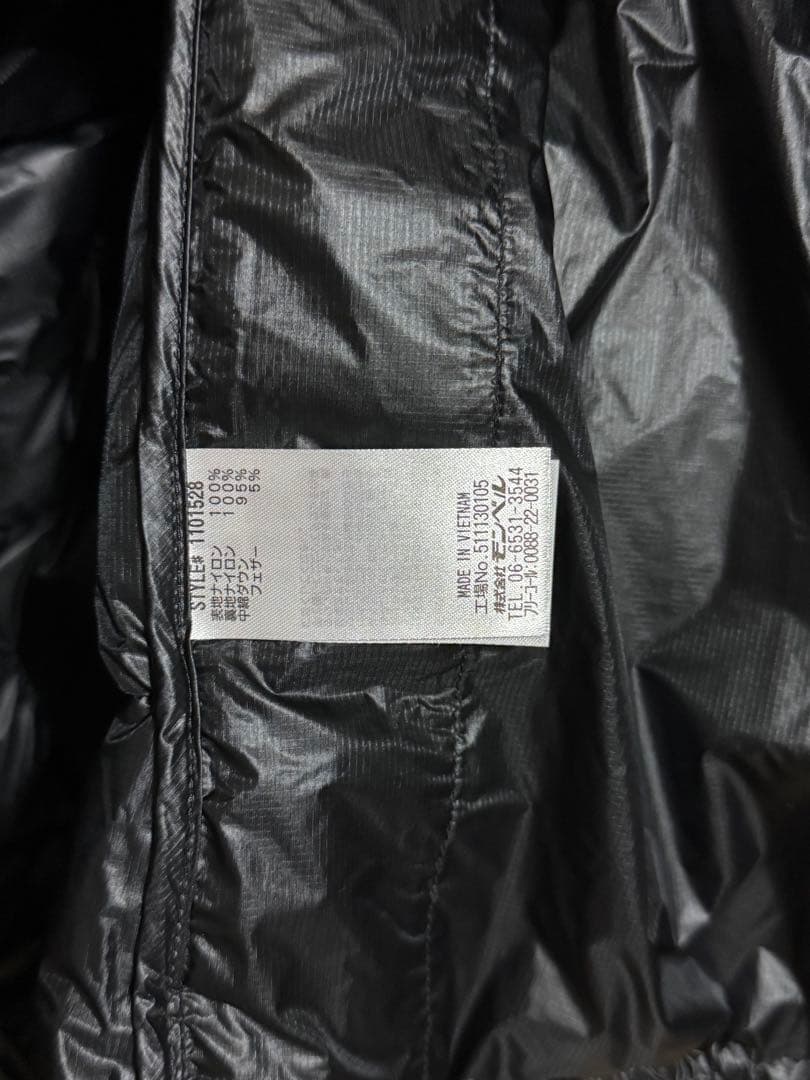 STYLE# 1101528
表地ナイロン 100%
裏地ナイロン 100%
中綿ダウン 95%
フェザー 5%
MADE IN VIETNAM
工場No.511130105
株式会社モンベル
TEL 06-6531-3544
フリーコール.0088-22-0031